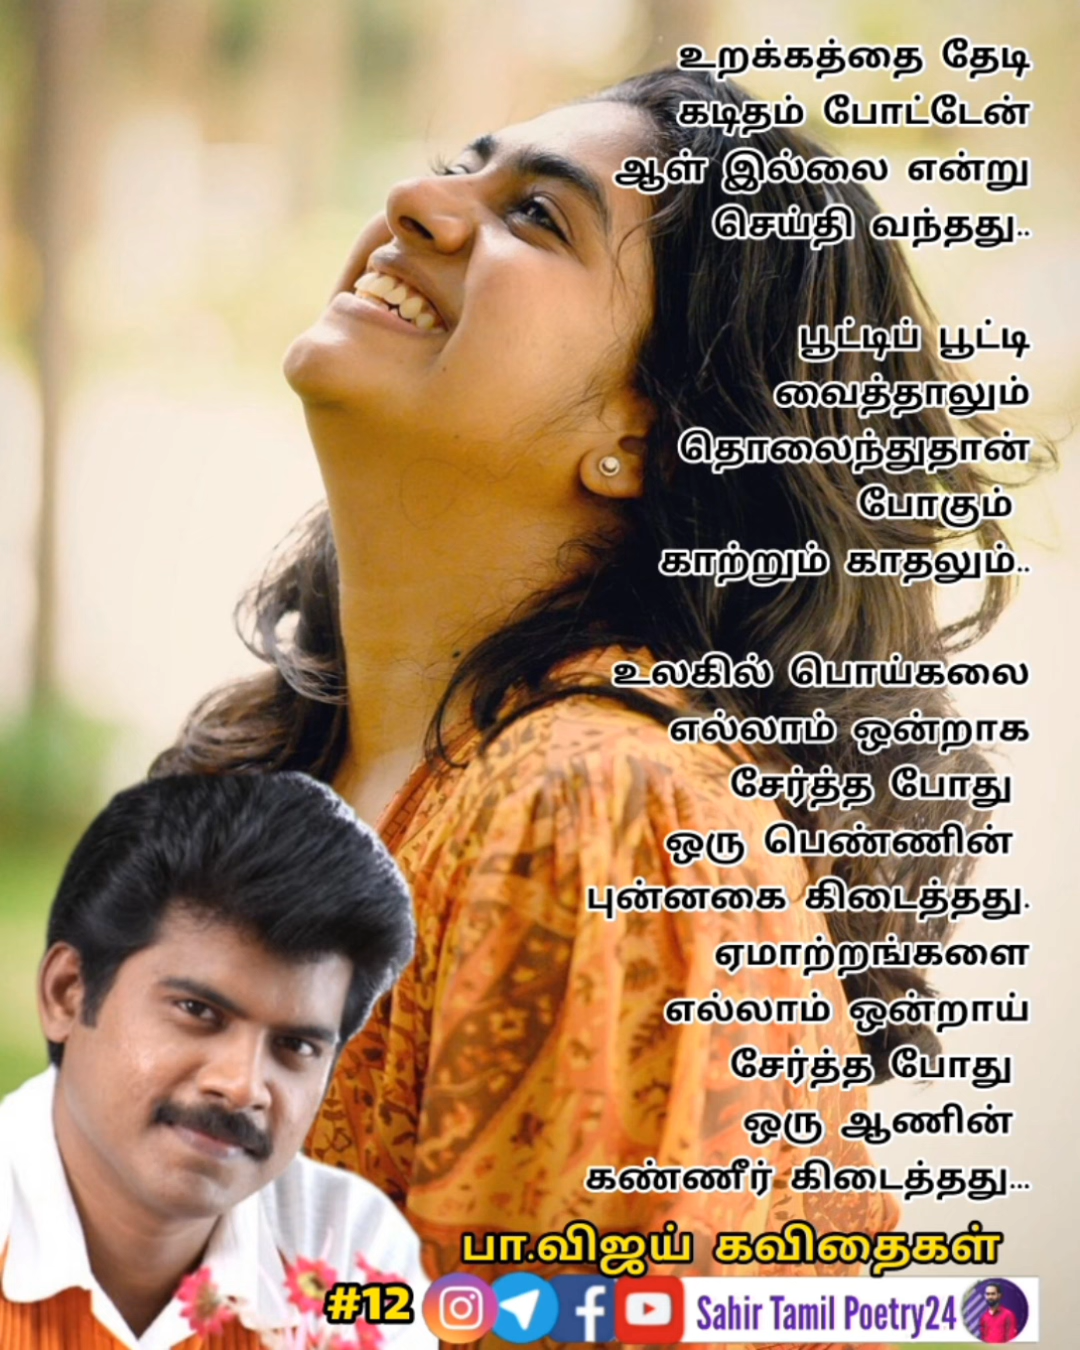 உறக்கத்தை தேடி
கடிதம் போட்டேன்
ஆள் இல்லை என்று
செய்தி வந்தது..
பூட்டிப் பூட்டி
வைத்தாலும்
தொலைந்துதான்
போகும்
காற்றும் காதலும்..
உலகில் பொய்கலை
எல்லாம் ஒன்றாக
சேர்த்த போது
ஒரு பெண்ணின்
புன்னகை கிடைத்தது.
ஏமாற்றங்களை
எல்லாம் ஒன்றாய்
சேர்த்த போது
ஒரு ஆணின்
கண்ணீர் கிடைத்தது...
பா.விஜய் கவிதைகள்
#12 Sahir Tamil Poetry24